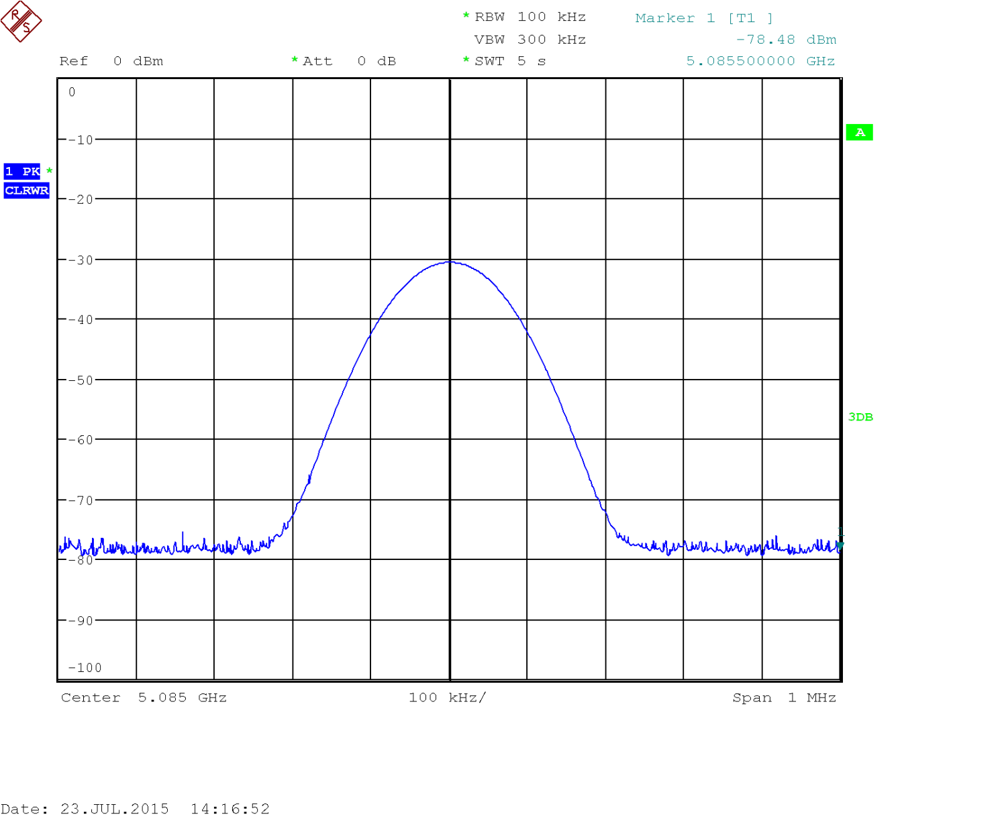 R S
* RBW 100 kHz Marker 1 [T1 ]
VBW 300 kHz -78.48 dBm
Ref 0 dBm * Att 0 dB * SWT 5 s 5.085500000 GHz
0
-10
A
1 PK *
CLRWR
-20
-30
-40
-50
3DB
-60
-70
1
-80
-90
-100
Center 5.085 GHz 100 kHz/ Span 1 MHz
Date: 23.JUL.2015 14:16:52